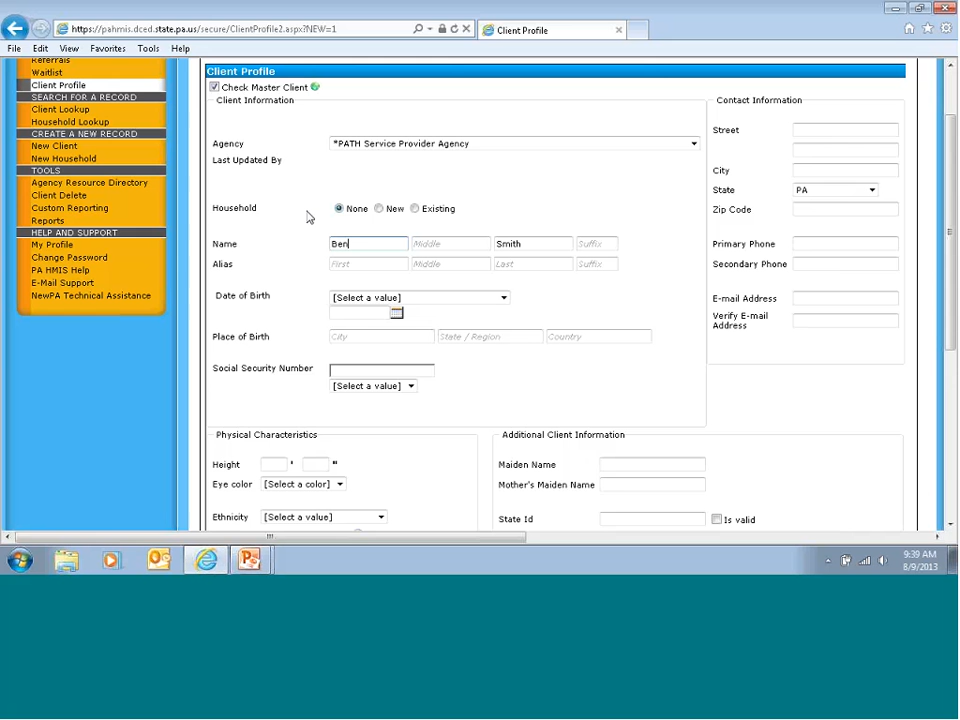 https://pahmis.dced.state.pa.us/secure/ClientProfile2.aspx?NEW=1
Client Profile
File Edit View Favorites Tools Help
Referrals
Waitlist
Client Profile
SEARCH FOR A RECORD
Client Lookup
Household Lookup
CREATE A NEW RECORD
New Client
New Household
TOOLS
Agency Resource Directory
Client Delete
Custom Reporting
Reports
HELP AND SUPPORT
My Profile
Change Password
PA HMIS Help
E-Mail Support
NewPA Technical Assistance
Client Profile
Check Master Client
Client Information
Agency *PATH Service Provider Agency
Last Updated By
Household None New Existing
Name Ben Middle Smith Suffix
Alias First Middle Last Suffix
Date of Birth [Select a value]
Place of Birth City State / Region Country
Social Security Number
[Select a value]
Contact Information
Street
City
State PA
Zip Code
Primary Phone
Secondary Phone
E-mail Address
Verify E-mail
Address
Physical Characteristics
Height ' "
Eye color [Select a color]
Ethnicity [Select a value]
Additional Client Information
Maiden Name
Mother's Maiden Name
State Id Is valid
9:39 AM
8/9/2013